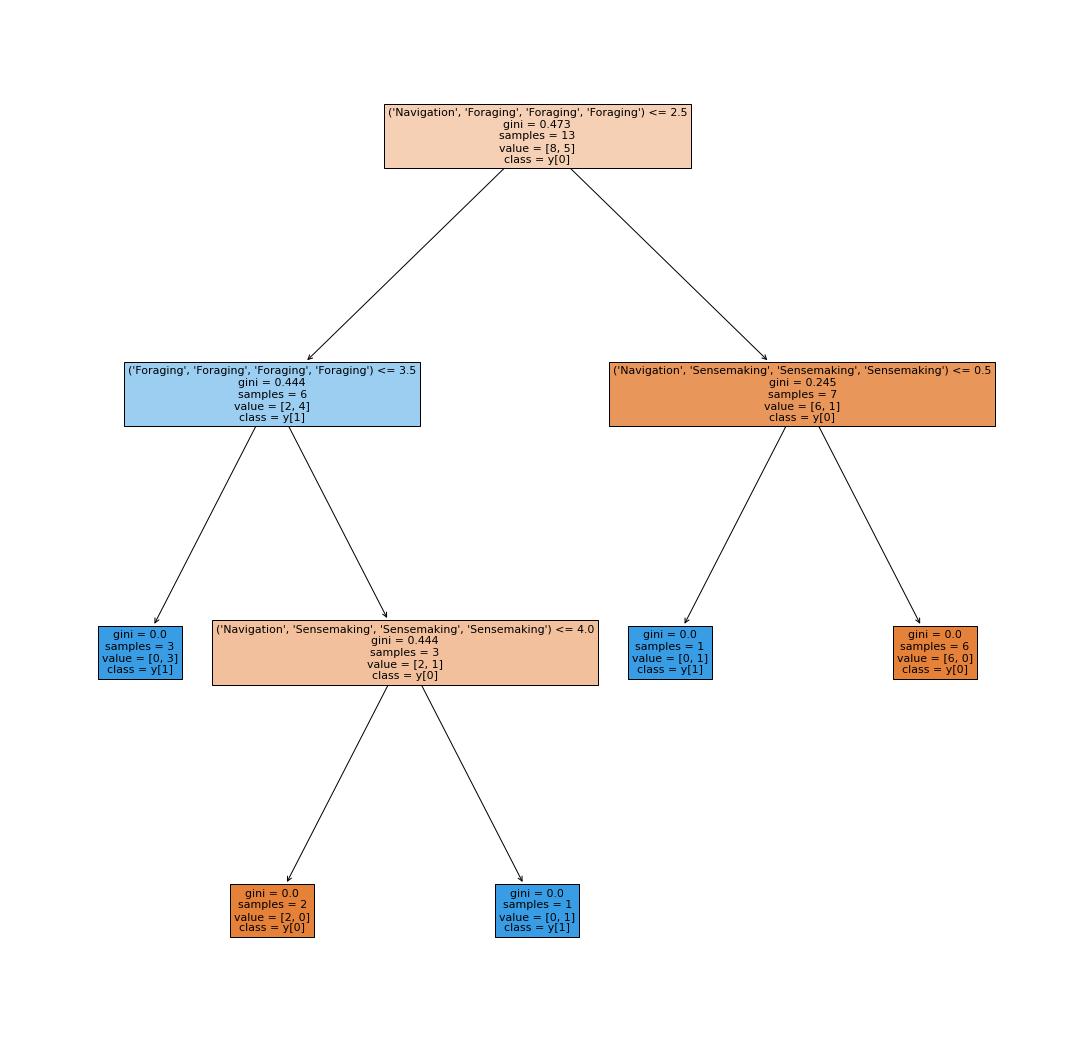 ('Navigation', 'Foraging', 'Foraging', 'Foraging') <= 2.5
gini = 0.473
samples = 13
value = [8, 5]
class = y[0]
('Foraging', 'Foraging', 'Foraging', 'Foraging') <= 3.5
gini = 0.444
samples = 6
value = [2, 4]
class = y[1]
('Navigation', 'Sensemaking', 'Sensemaking', 'Sensemaking') <= 0.5
gini = 0.245
samples = 7
value = [6, 1]
class = y[0]
gini = 0.0
samples = 3
value = [0, 3]
class = y[1]
('Navigation', 'Sensemaking', 'Sensemaking', 'Sensemaking') <= 4.0
gini = 0.444
samples = 3
value = [2, 1]
class = y[0]
gini = 0.0
samples = 1
value = [0, 1]
class = y[1]
gini = 0.0
samples = 6
value = [6, 0]
class = y[0]
gini = 0.0
samples = 2
value = [2, 0]
class = y[0]
gini = 0.0
samples = 1
value = [0, 1]
class = y[1]